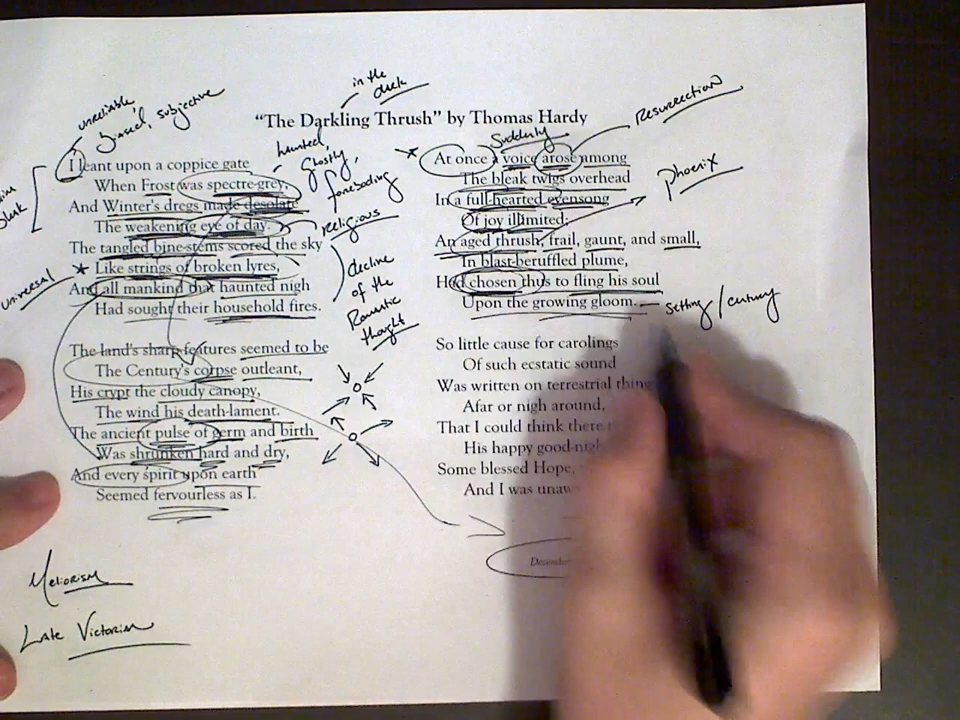 in the
dark
unreliable
biased, subjective
"The Darkling Thrush" by Thomas Hardy
haunted,
ghostly,
foreboding
I leant upon a coppice gate
When Frost was spectre-grey,
And Winter's dregs made desolate
The weakening eye of day.
The tangled bine-stems scored the sky
Like strings of broken lyres,
And all mankind that haunted nigh
Had sought their household fires.
bleak
universal
religious
decline
of the
Romantic
thought
The land's sharp features seemed to be
The Century's corpse outleant,
His crypt the cloudy canopy,
The wind his death-lament.
The ancient pulse of germ and birth
Was shrunken hard and dry,
And every spirit upon earth
Seemed fervourless as I.
Meliorism
Late Victorian
Suddenly
Resurrection
At once a voice arose among
The bleak twigs overhead
In a full-hearted evensong
Of joy illimited;
An aged thrush, frail, gaunt, and small,
In blast-beruffled plume,
Had chosen thus to fling his soul
Upon the growing gloom.
phoenix
setting/century
So little cause for carolings
Of such ecstatic sound
Was written on terrestrial things
Afar or nigh around,
That I could think there
His happy good-night
Some blessed Hope,
And I was unaw